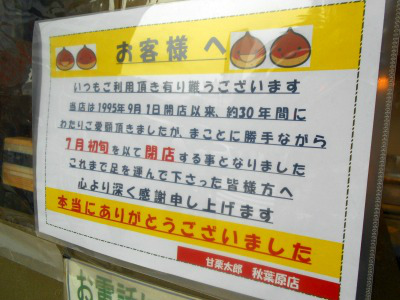 お客様へ
いつもご利用頂き有り難うございます
当店は1995年9月1日開店以来、約30年間に
わたりご愛顧頂きましたが、まことに勝手ながら
7月初旬を以て閉店する事となりました
これまで足を運んで下さった皆様方へ
心より深く感謝申し上げます
本当にありがとうございました
甘栗太郎 秋葉原店
お電話